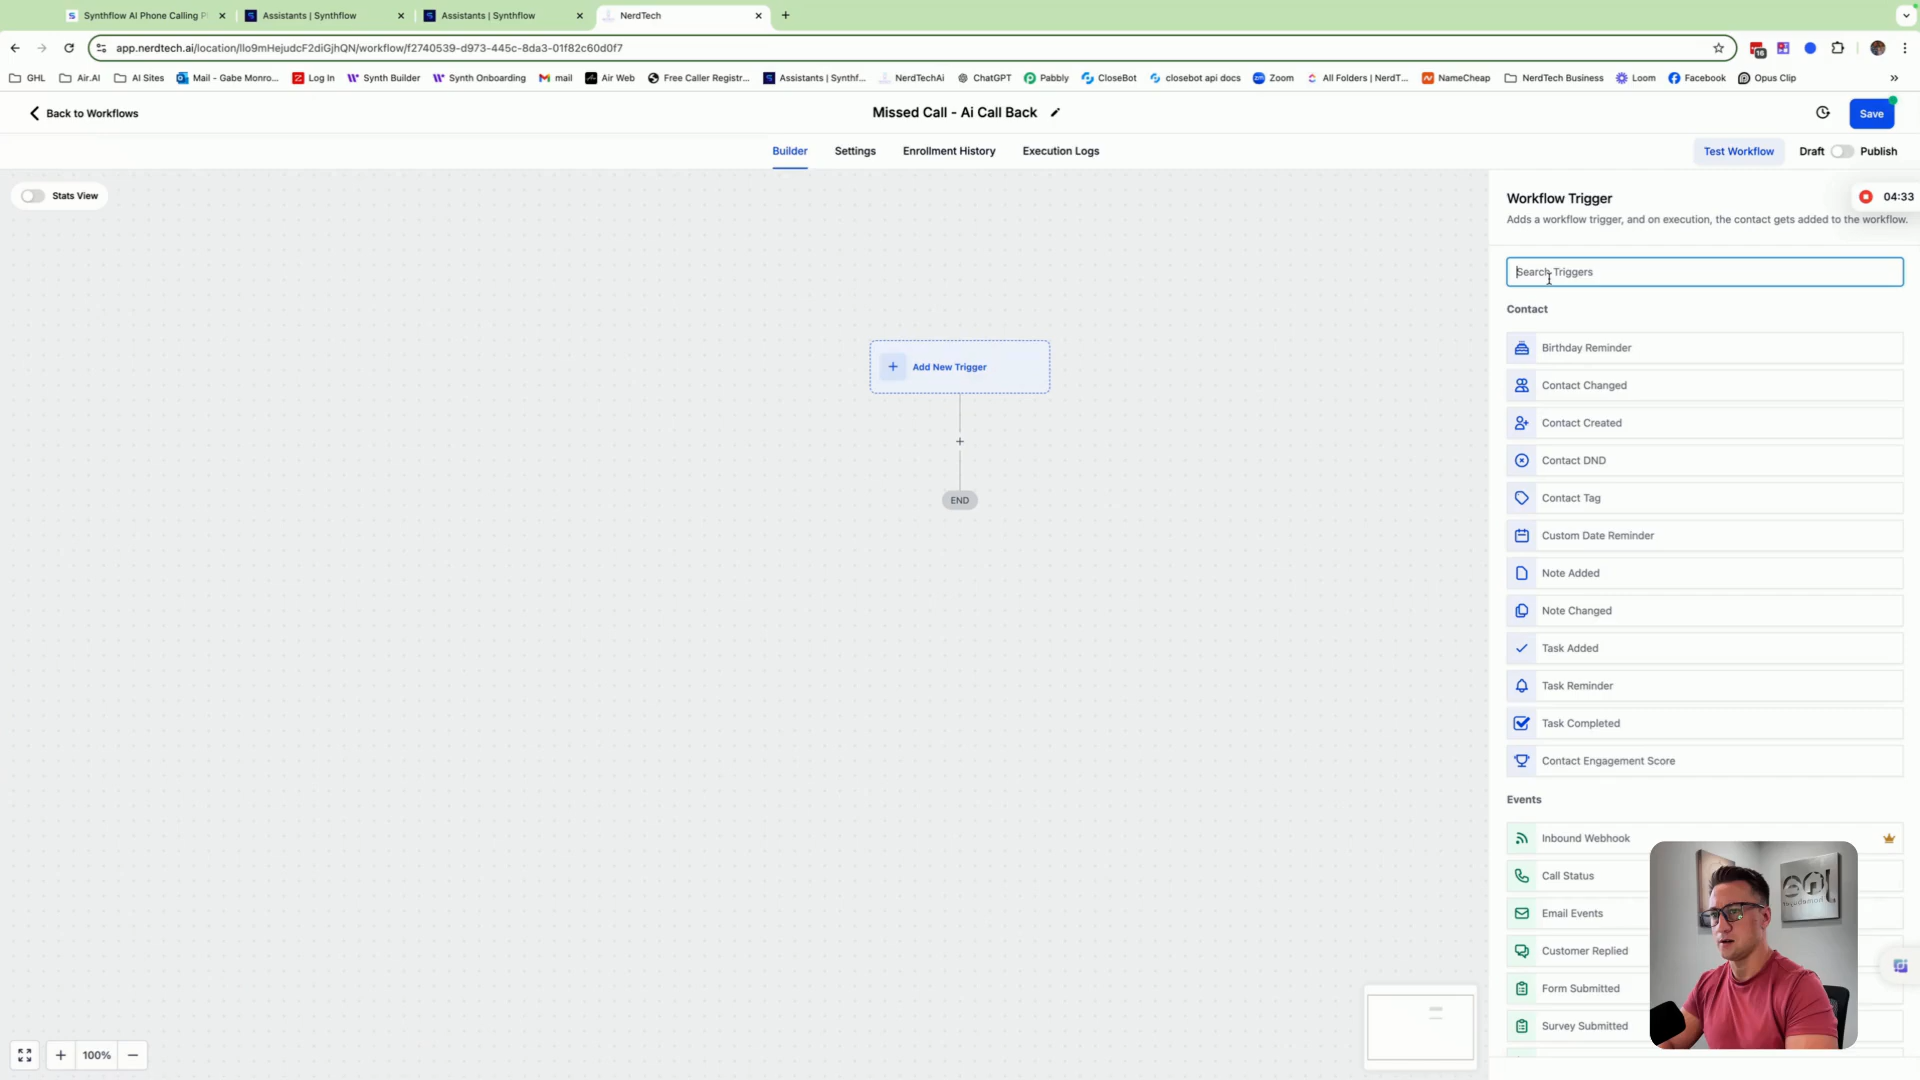 Synthflow AI Phone Calling P
Assistants | Synthflow
Assistants | Synthflow
NerdTech
app.nerdtech.ai/location/llo9mHejudcF2diGjhQN/workflow/f2740539-d973-445c-8da3-01f82c60d0f7
16
GHL
Air.AI
AI Sites
Mail - Gabe Monro...
Log In
Synth Builder
Synth Onboarding
mail
Air Web
Free Caller Registr...
Assistants | Synthf...
NerdTechAi
ChatGPT
Pabbly
CloseBot
closebot api docs
Zoom
All Folders | NerdT...
NameCheap
NerdTech Business
Loom
Facebook
Opus Clip
»
Back to Workflows
Missed Call - Ai Call Back
Save
Builder
Settings
Enrollment History
Execution Logs
Test Workflow
Draft
Publish
Stats View
Workflow Trigger
04:33
Adds a workflow trigger, and on execution, the contact gets added to the workflow.
Search Triggers
Contact
Birthday Reminder
Contact Changed
Contact Created
Contact DND
Contact Tag
Custom Date Reminder
Note Added
Note Changed
Task Added
Task Reminder
Task Completed
Contact Engagement Score
Events
Inbound Webhook
Call Status
Email Events
Customer Replied
Form Submitted
Survey Submitted
Add New Trigger
END
100%